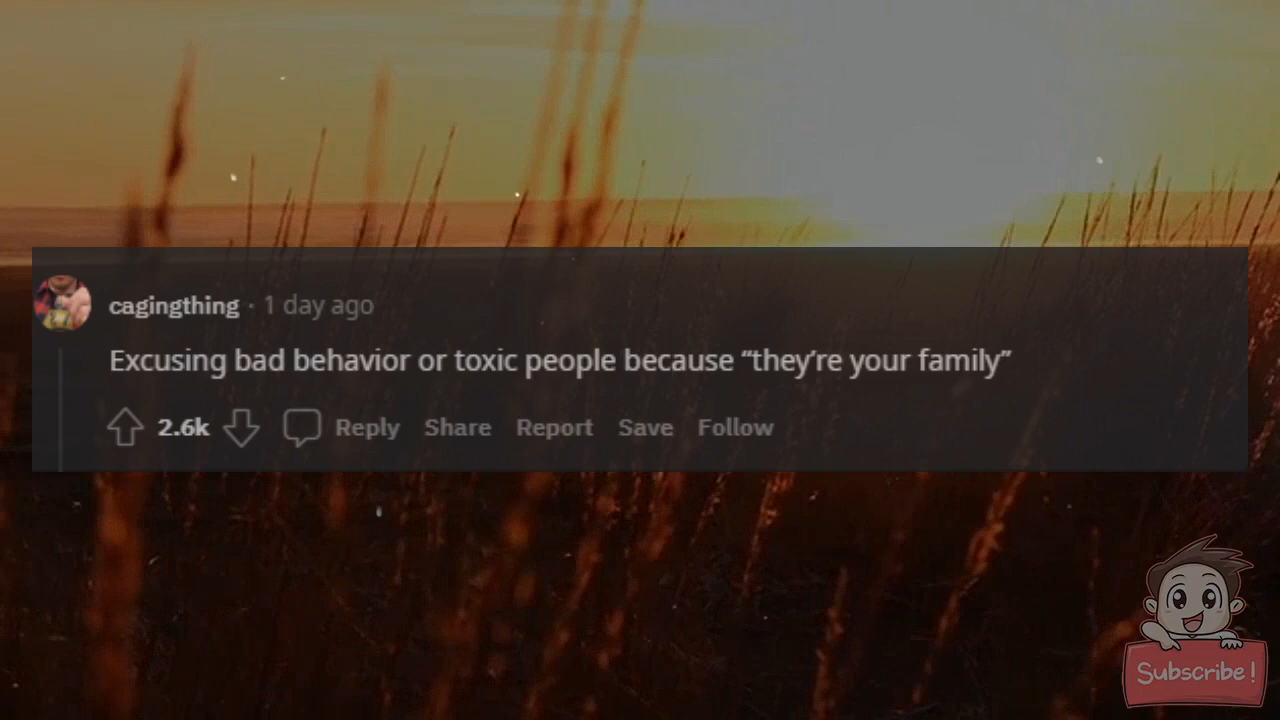 cagingthing · 1 day ago
Excusing bad behavior or toxic people because “they’re your family”
2.6k Reply Share Report Save Follow
Subscribe!